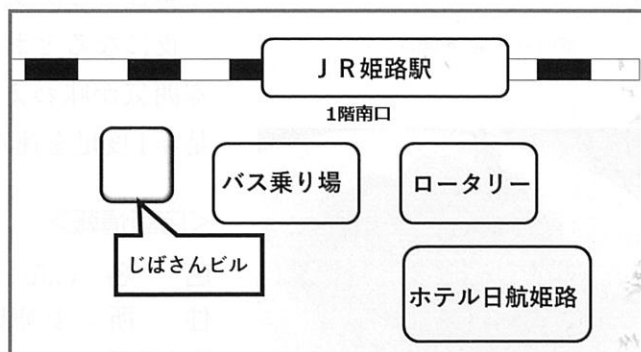 ＪＲ姫路駅
1階南口
バス乗り場
ロータリー
じばさんビル
ホテル日航姫路